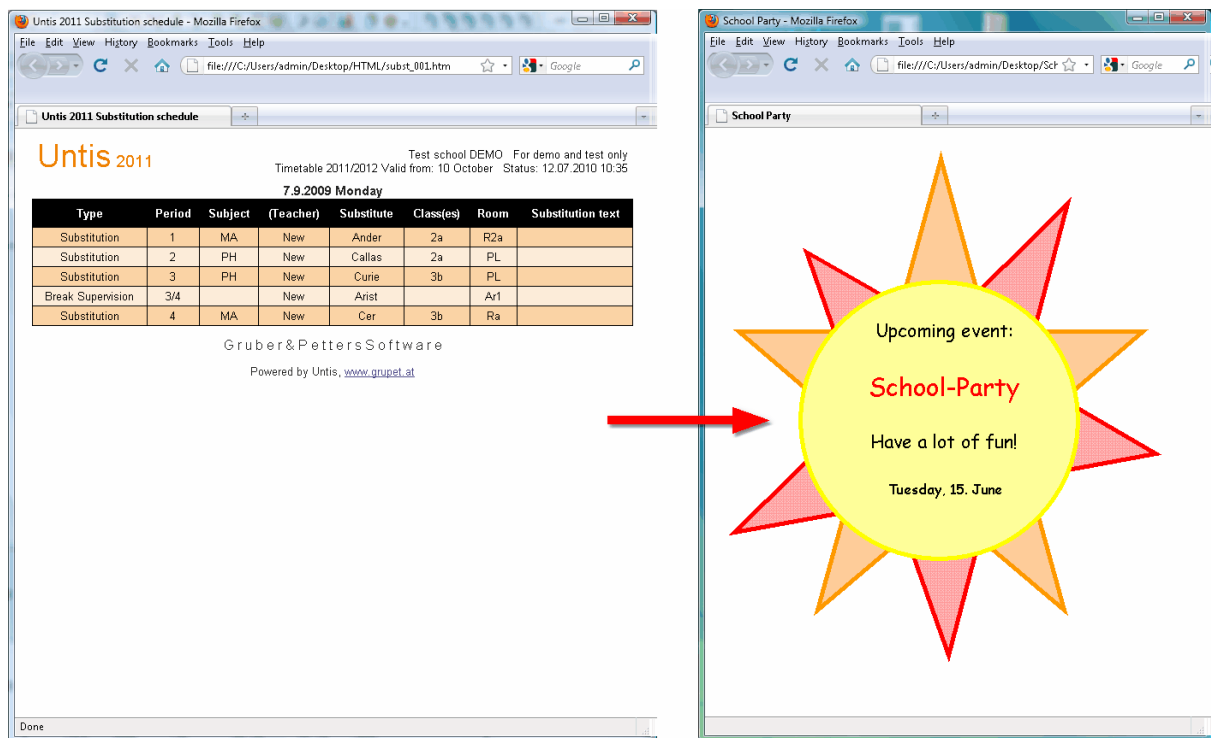 Untis 2011 Substitution schedule - Mozilla Firefox
File Edit View History Bookmarks Tools Help
file:///C:/Users/admin/Desktop/HTML/subst_001.htm Google
Untis 2011 Substitution schedule
Untis 2011
Test school DEMO For demo and test only
Timetable 2011/2012 Valid from: 10 October Status: 12.07.2010 10:35
7.9.2009 Monday
Type Period Subject (Teacher) Substitute Class(es) Room Substitution text
Substitution 1 MA New Ander 2a R2a
Substitution 2 PH New Callas 2a PL
Substitution 3 PH New Curie 3b PL
Break Supervision 3/4 New Arist Ar1
Substitution 4 MA New Cer 3b Ra
Gruber&PettersSoftware
Powered by Untis, www.grupet.at
Done
School Party - Mozilla Firefox
File Edit View History Bookmarks Tools Help
file:///C:/Users/admin/Desktop/Sch Google
School Party
Upcoming event:
School-Party
Have a lot of fun!
Tuesday, 15. June